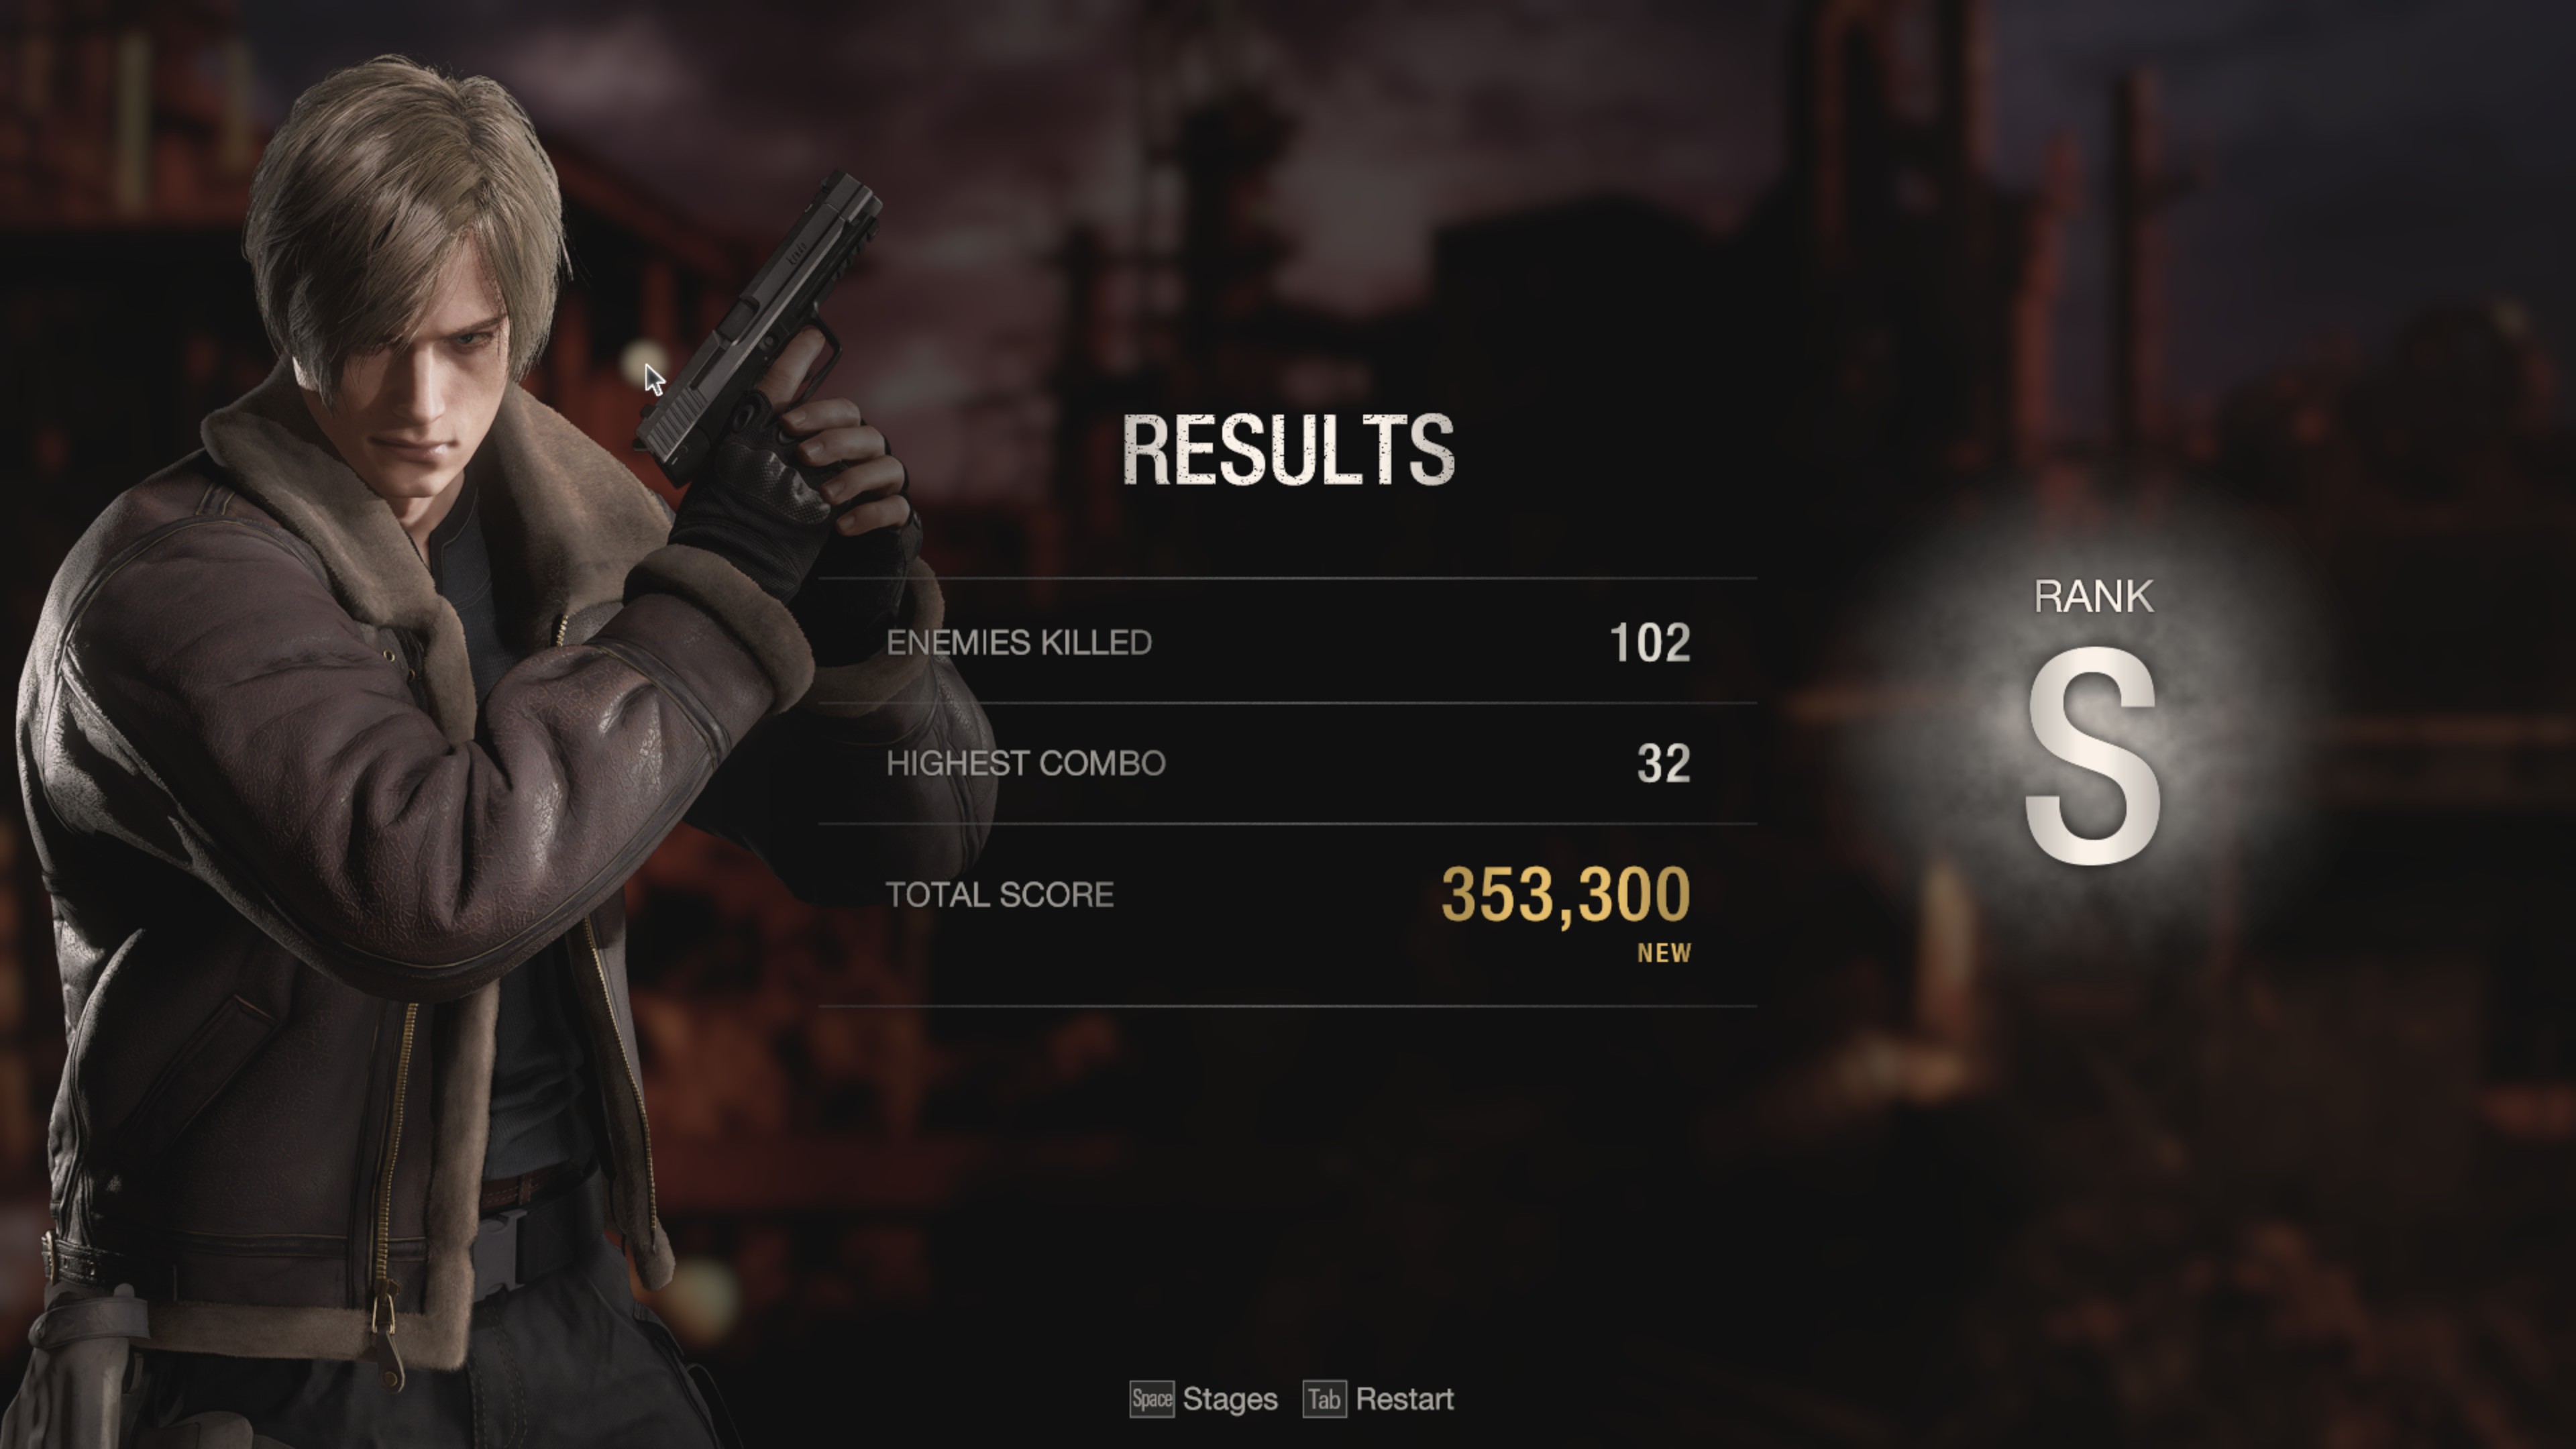 RESULTS
ENEMIES KILLED 102
HIGHEST COMBO 32
TOTAL SCORE 353,300
NEW
RANK
S
Space Stages Tab Restart